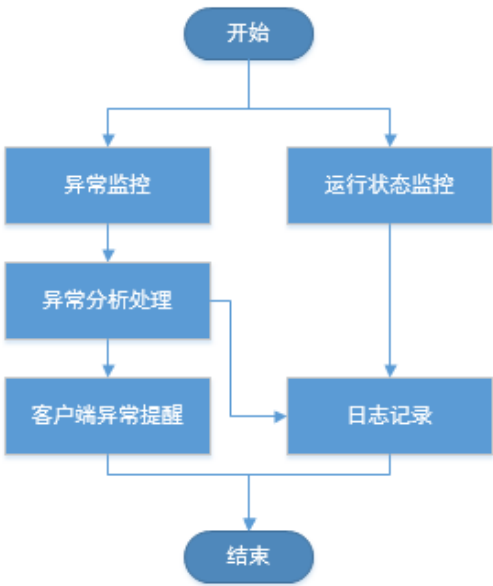 开始
异常监控
运行状态监控
异常分析处理
客户端异常提醒
日志记录
结束